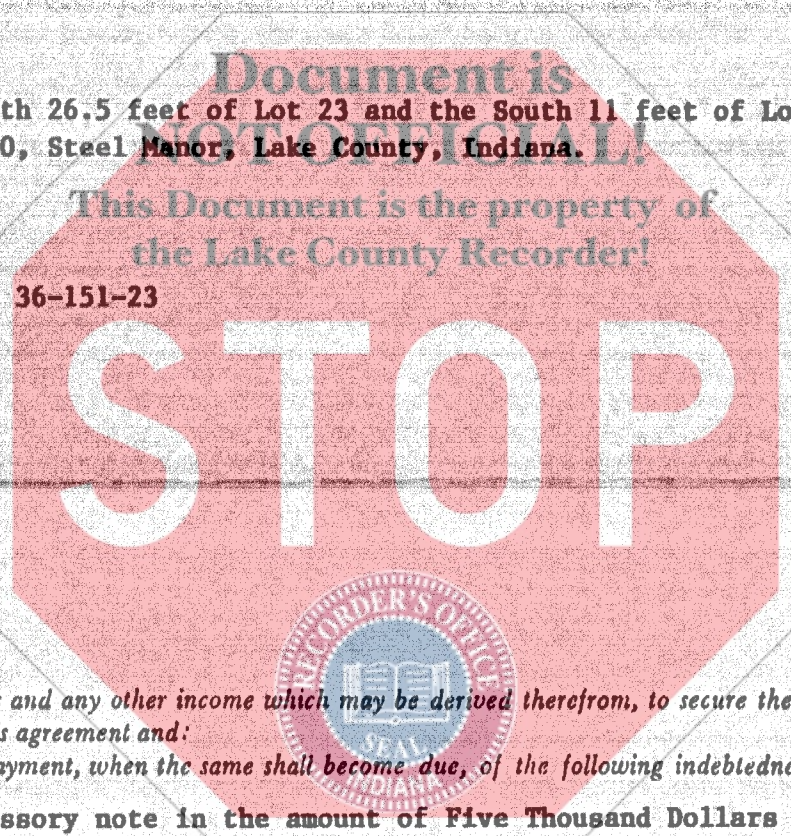 Document is
th 26.5 feet of Lot 23 and the South 11 feet of Lo
NOT OFFICIAL!
0, Steel Manor, Lake County, Indiana.
This Document is the property of
the Lake County Recorder!
36-151-23
STOP
RECORDER'S OFFICE
SEAL
INDIANA
and any other income which may be derived therefrom, to secure the
s agreement and:
ayment, when the same shall become due, of the following indebtedne
ssory note in the amount of Five Thousand Dollars